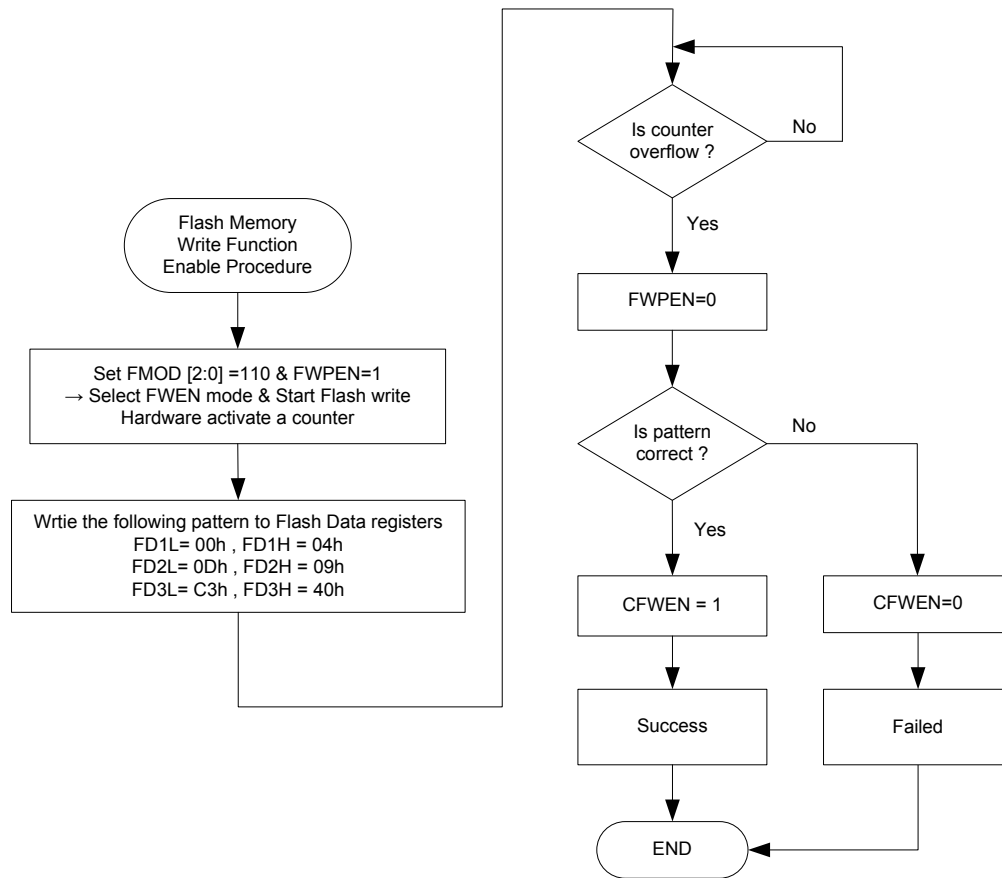 Flash Memory
Write Function
Enable Procedure
Set FMOD [2:0] =110 & FWPEN=1
→ Select FWEN mode & Start Flash write
Hardware activate a counter
Wrtie the following pattern to Flash Data registers
FD1L= 00h , FD1H = 04h
FD2L= 0Dh , FD2H = 09h
FD3L= C3h , FD3H = 40h
Is counter
overflow ?
No
Yes
FWPEN=0
Is pattern
correct ?
No
Yes
CFWEN = 1
CFWEN=0
Success
Failed
END